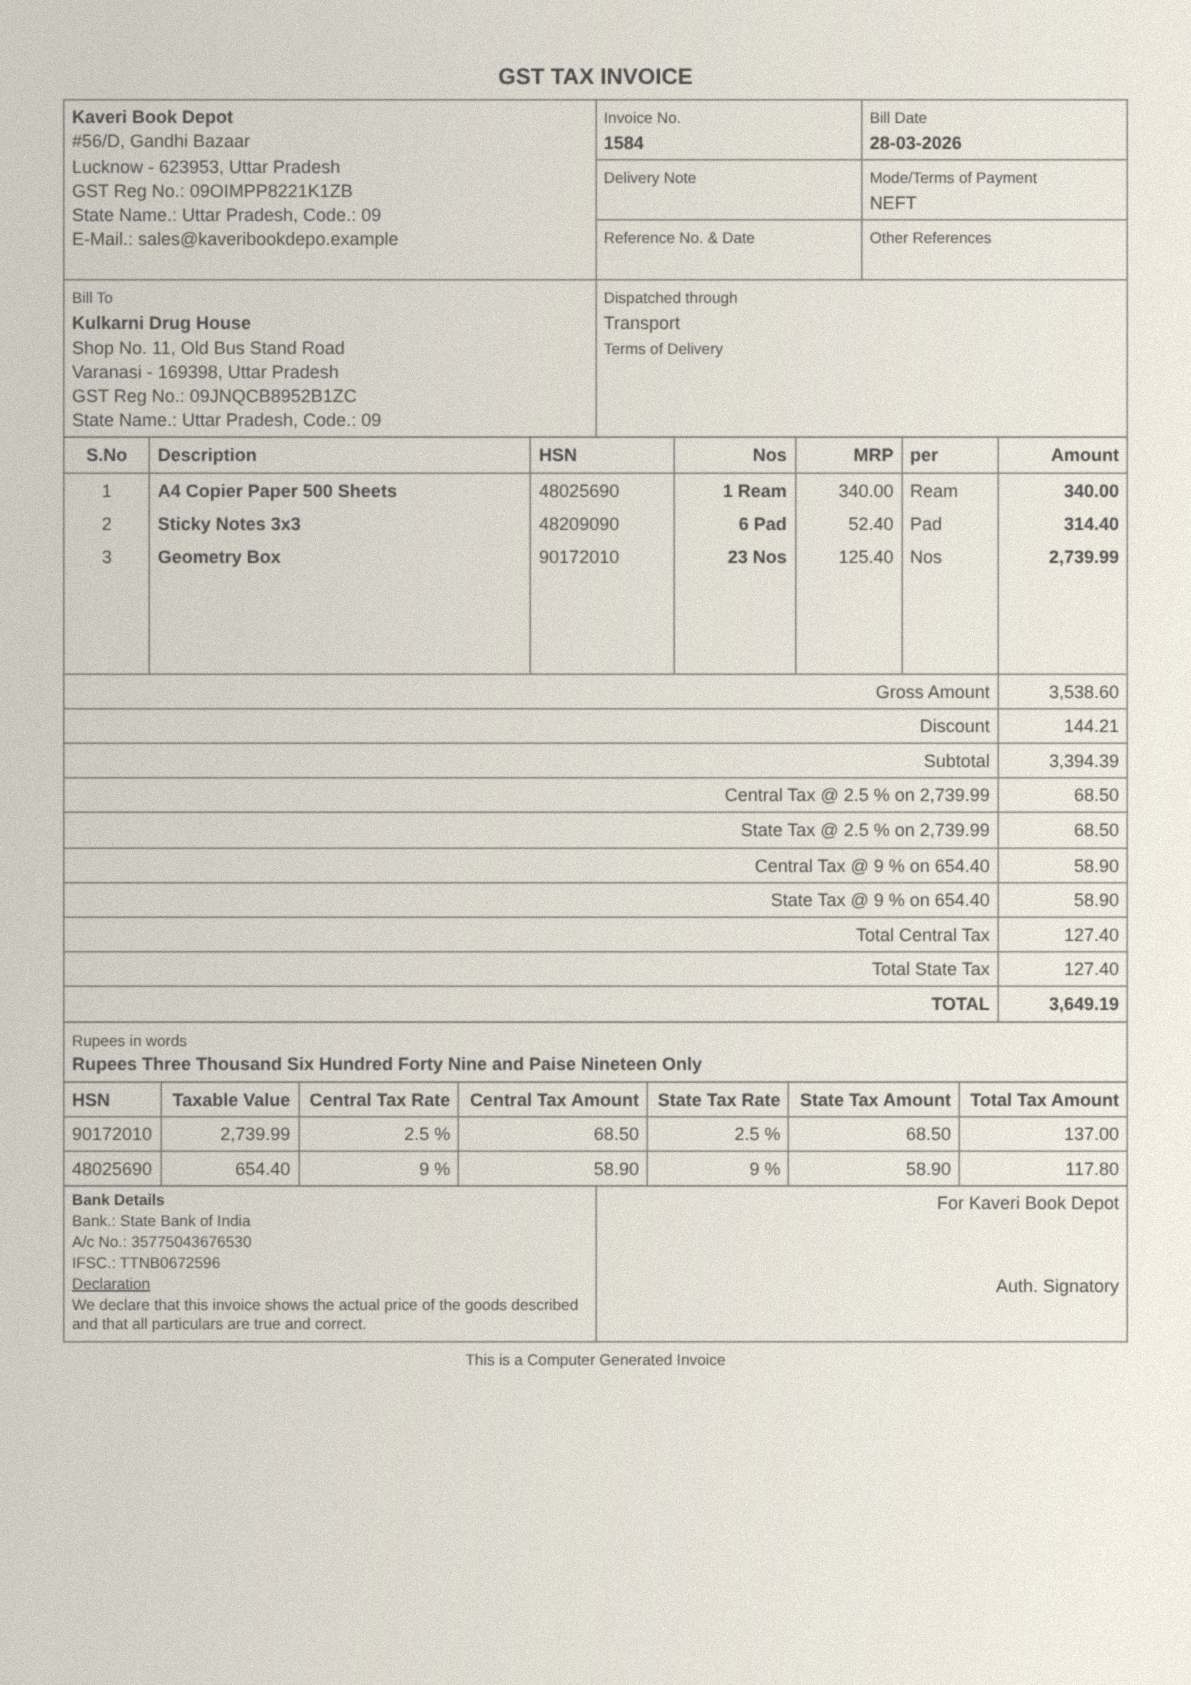 GST TAX INVOICE
Kaveri Book Depot
#56/D, Gandhi Bazaar
Lucknow - 623953, Uttar Pradesh
GST Reg No.: 09OIMPP8221K1ZB
State Name.: Uttar Pradesh, Code.: 09
E-Mail.: sales@kaveribookdepo.example
Invoice No.
1584
Bill Date
28-03-2026
Delivery Note
Mode/Terms of Payment
NEFT
Reference No. & Date
Other References
Bill To
Kulkarni Drug House
Shop No. 11, Old Bus Stand Road
Varanasi - 169398, Uttar Pradesh
GST Reg No.: 09JNQCB8952B1ZC
State Name.: Uttar Pradesh, Code.: 09
Dispatched through
Transport
Terms of Delivery
S.No Description HSN Nos MRP per Amount
1 A4 Copier Paper 500 Sheets 48025690 1 Ream 340.00 Ream 340.00
2 Sticky Notes 3x3 48209090 6 Pad 52.40 Pad 314.40
3 Geometry Box 90172010 23 Nos 125.40 Nos 2,739.99
Gross Amount 3,538.60
Discount 144.21
Subtotal 3,394.39
Central Tax @ 2.5 % on 2,739.99 68.50
State Tax @ 2.5 % on 2,739.99 68.50
Central Tax @ 9 % on 654.40 58.90
State Tax @ 9 % on 654.40 58.90
Total Central Tax 127.40
Total State Tax 127.40
TOTAL 3,649.19
Rupees in words
Rupees Three Thousand Six Hundred Forty Nine and Paise Nineteen Only
HSN Taxable Value Central Tax Rate Central Tax Amount State Tax Rate State Tax Amount Total Tax Amount
90172010 2,739.99 2.5 % 68.50 2.5 % 68.50 137.00
48025690 654.40 9 % 58.90 9 % 58.90 117.80
Bank Details
Bank.: State Bank of India
A/c No.: 35775043676530
IFSC.: TTNB0672596
Declaration
We declare that this invoice shows the actual price of the goods described
and that all particulars are true and correct.
For Kaveri Book Depot
Auth. Signatory
This is a Computer Generated Invoice